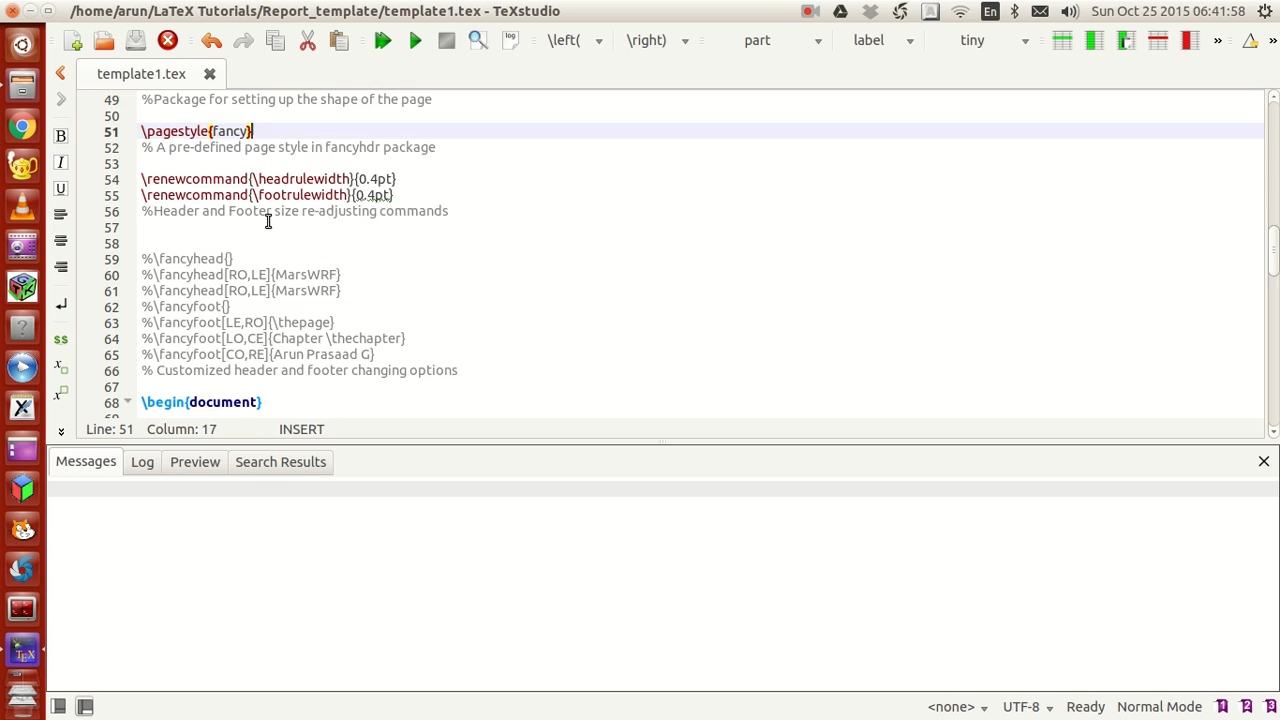 /home/arun/LaTeX Tutorials/Report_template/template1.tex - TeXstudio
En
Sun Oct 25 2015 06:41:58
\left(
\right)
part
label
tiny
»
»
template1.tex
49 %Package for setting up the shape of the page
50
51 \pagestyle{fancy}
52 % A pre-defined page style in fancyhdr package
53
54 \renewcommand{\headrulewidth}{0.4pt}
55 \renewcommand{\footrulewidth}{0.4pt}
56 %Header and Footer size re-adjusting commands
57
58
59 %\fancyhead{}
60 %\fancyhead[RO,LE]{MarsWRF}
61 %\fancyhead[RO,LE]{MarsWRF}
62 %\fancyfoot{}
63 %\fancyfoot[LE,RO]{\thepage}
64 %\fancyfoot[LO,CE]{Chapter \thechapter}
65 %\fancyfoot[CO,RE]{Arun Prasaad G}
66 % Customized header and footer changing options
67
68 \begin{document}
B
I
U
$$
Line: 51 Column: 17 INSERT
Messages Log Preview Search Results
<none> UTF-8 Ready Normal Mode 1 2 3